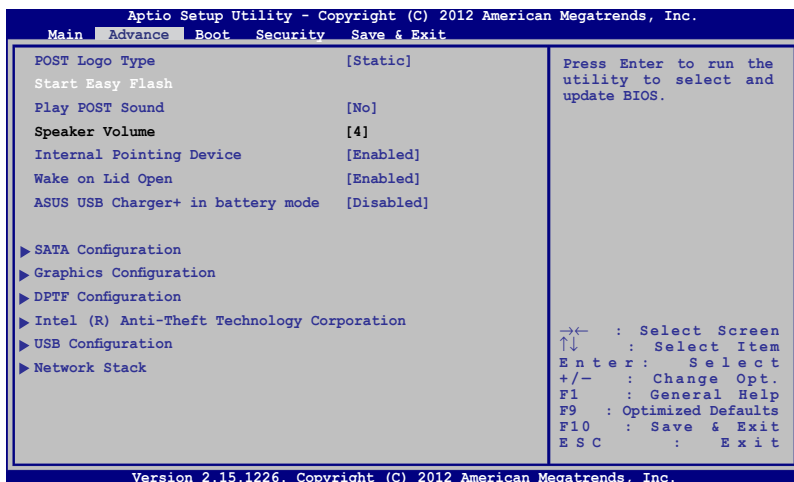 Aptio Setup Utility - Copyright (C) 2012 American Megatrends, Inc.
Main Advance Boot Security Save & Exit
POST Logo Type [Static]
Start Easy Flash
Play POST Sound [No]
Speaker Volume [4]
Internal Pointing Device [Enabled]
Wake on Lid Open [Enabled]
ASUS USB Charger+ in battery mode [Disabled]
SATA Configuration
Graphics Configuration
DPTF Configuration
Intel (R) Anti-Theft Technology Corporation
USB Configuration
Network Stack
Press Enter to run the
utility to select and
update BIOS.
→← : Select Screen
↑↓ : Select Item
Enter: Select
+/— : Change Opt.
F1 : General Help
F9 : Optimized Defaults
F10 : Save & Exit
ESC : Exit
Version 2.15.1226. Copyright (C) 2012 American Megatrends, Inc.